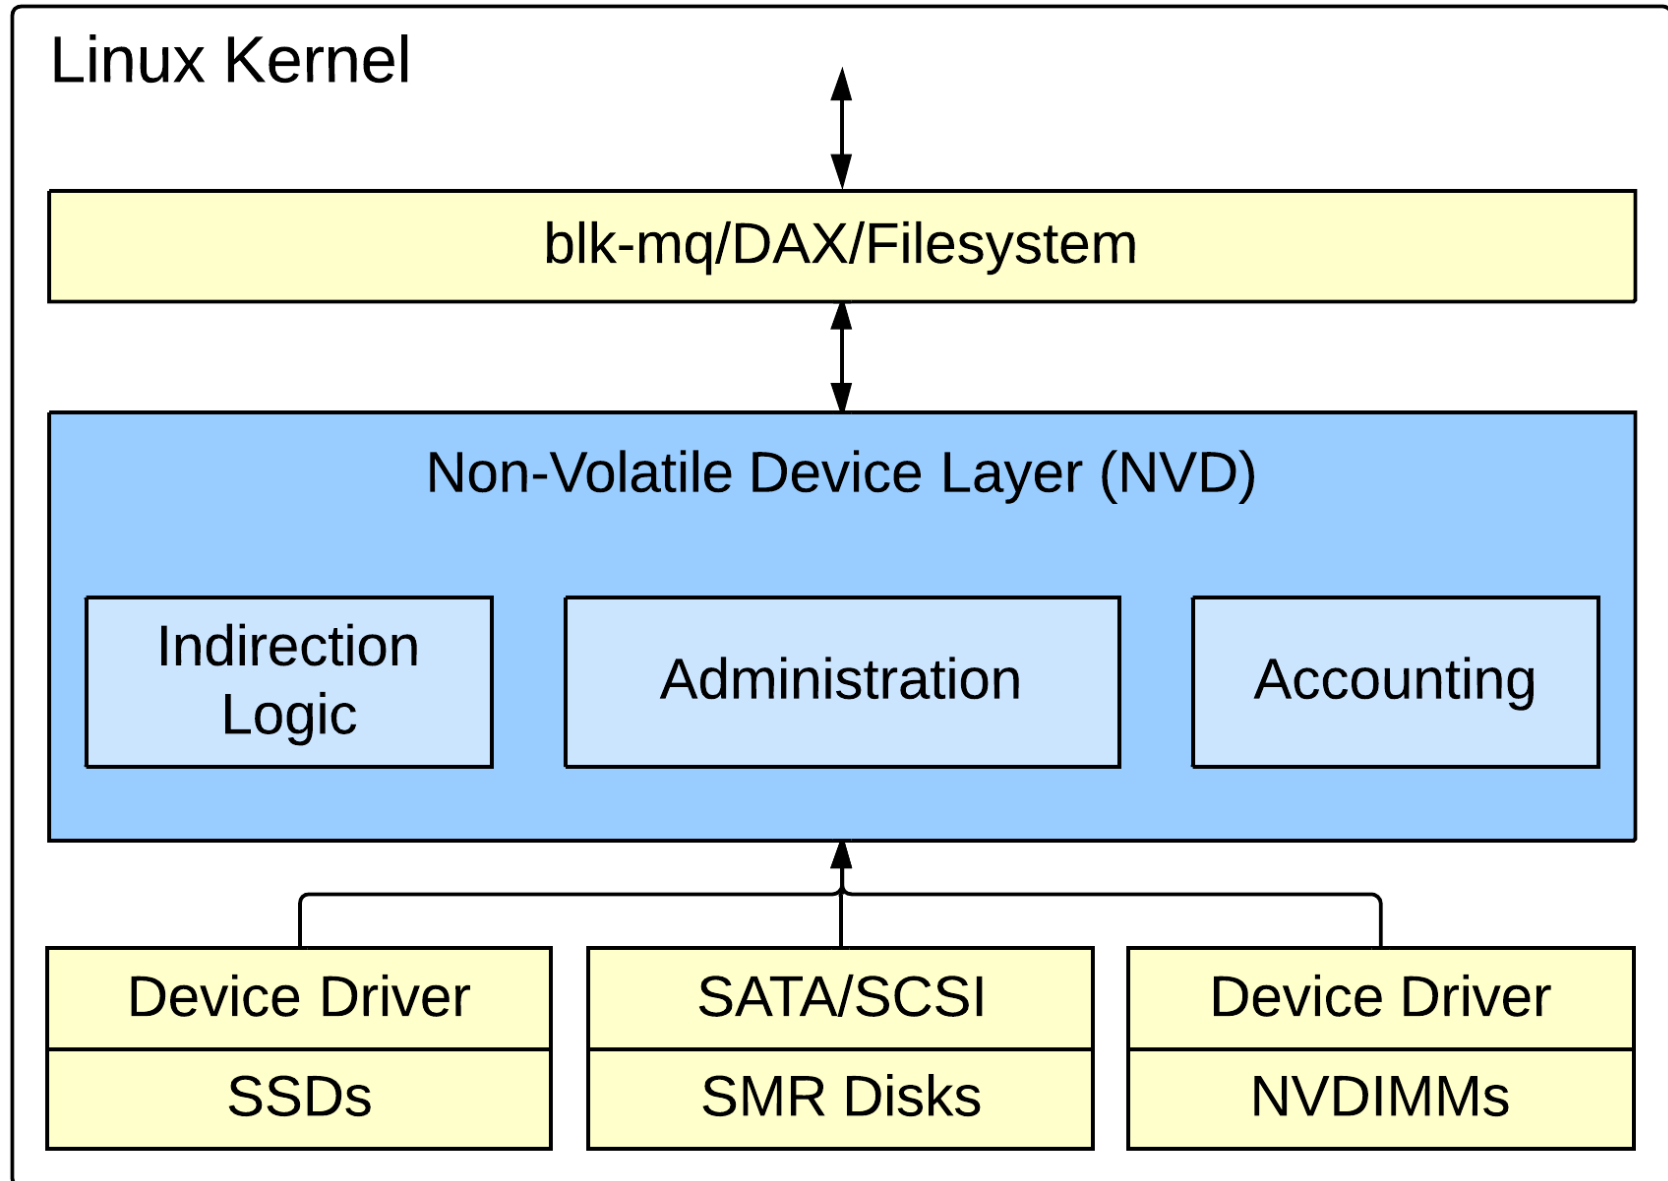 Linux Kernel
blk-mq/DAX/Filesystem
Non-Volatile Device Layer (NVD)
Indirection
Logic
Administration
Accounting
Device Driver
SSDs
SATA/SCSI
SMR Disks
Device Driver
NVDIMMs